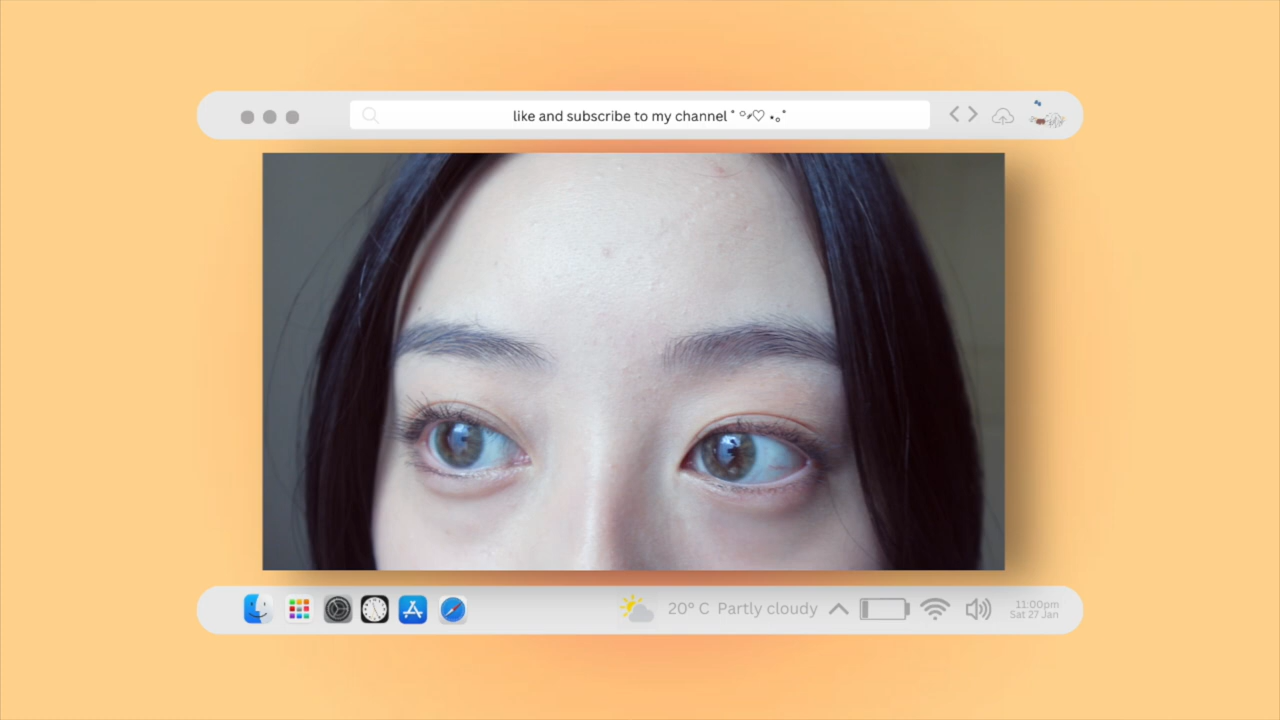 like and subscribe to my channel ˚ ༘♡ ⋆｡˚
20° C Partly cloudy
11:00pm
Sat 27 Jan